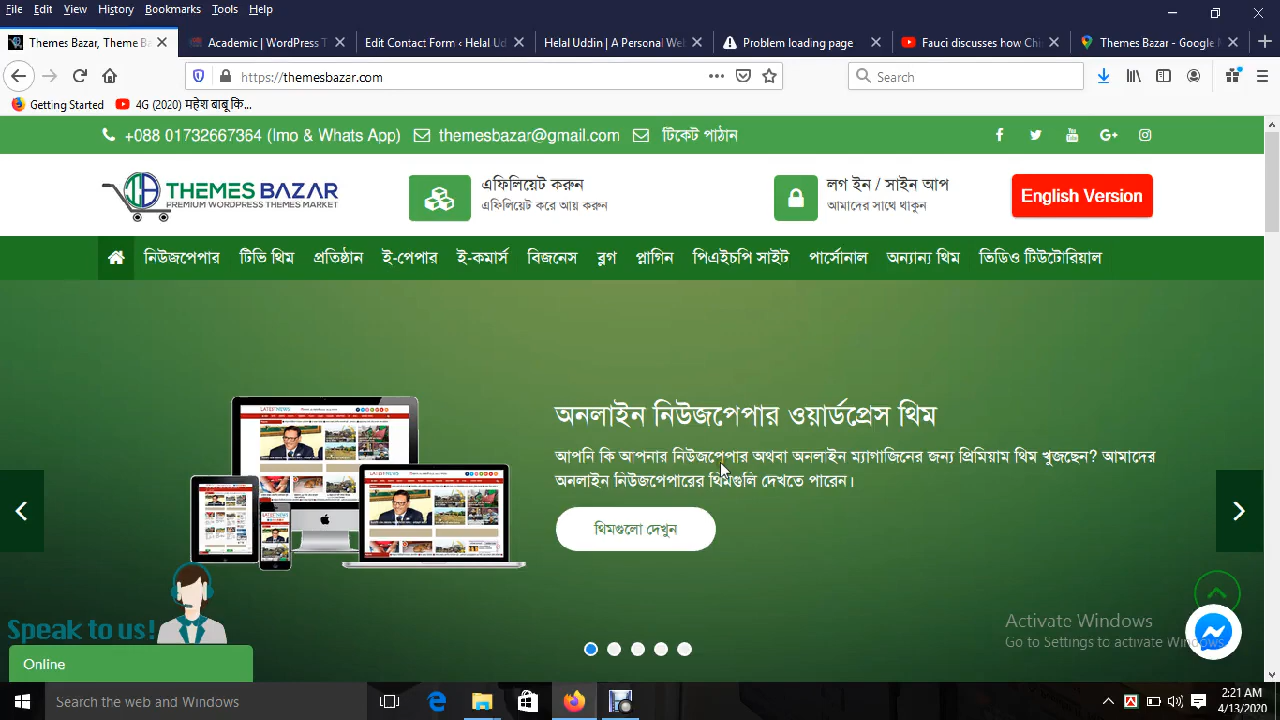 File Edit View History Bookmarks Tools Help
Themes Bazar, Theme Ba Academic | WordPress T Edit Contact Form ‹ Helal Ud Helal Uddin | A Personal We Problem loading page Fauci discusses how Chi Themes Bazar - Google M
https://themesbazar.com Search
Getting Started 4G (2020) महेश बाबू कि...
+088 01732667364 (Imo & Whats App) themesbazar@gmail.com টিকেট পাঠান
THEMES BAZAR
PREMIUM WORDPRESS THEMES MARKET
এফিলিয়েট করুন
এফিলিয়েট করে আয় করুন
লগ ইন / সাইন আপ
আমাদের সাথে থাকুন
English Version
নিউজপেপার টিভি থিম প্রতিষ্ঠান ই-পেপার ই-কমার্স বিজনেস ব্লগ প্লাগিন পিএইচপি সাইট পার্সোনাল অন্যান্য থিম ভিডিও টিউটোরিয়াল
অনলাইন নিউজপেপার ওয়ার্ডপ্রেস থিম
আপনি কি আপনার নিউজপেপার অথবা অনলাইন ম্যাগাজিনের জন্য প্রিমিয়াম থিম খুজছেন? আমাদের
অনলাইন নিউজপেপারের থিমগুলি দেখতে পারেন।
থিমগুলো দেখুন
Speak to us!
Online
Activate Windows
Go to Settings to activate Windows.
Search the web and Windows
2:21 AM
4/13/2020